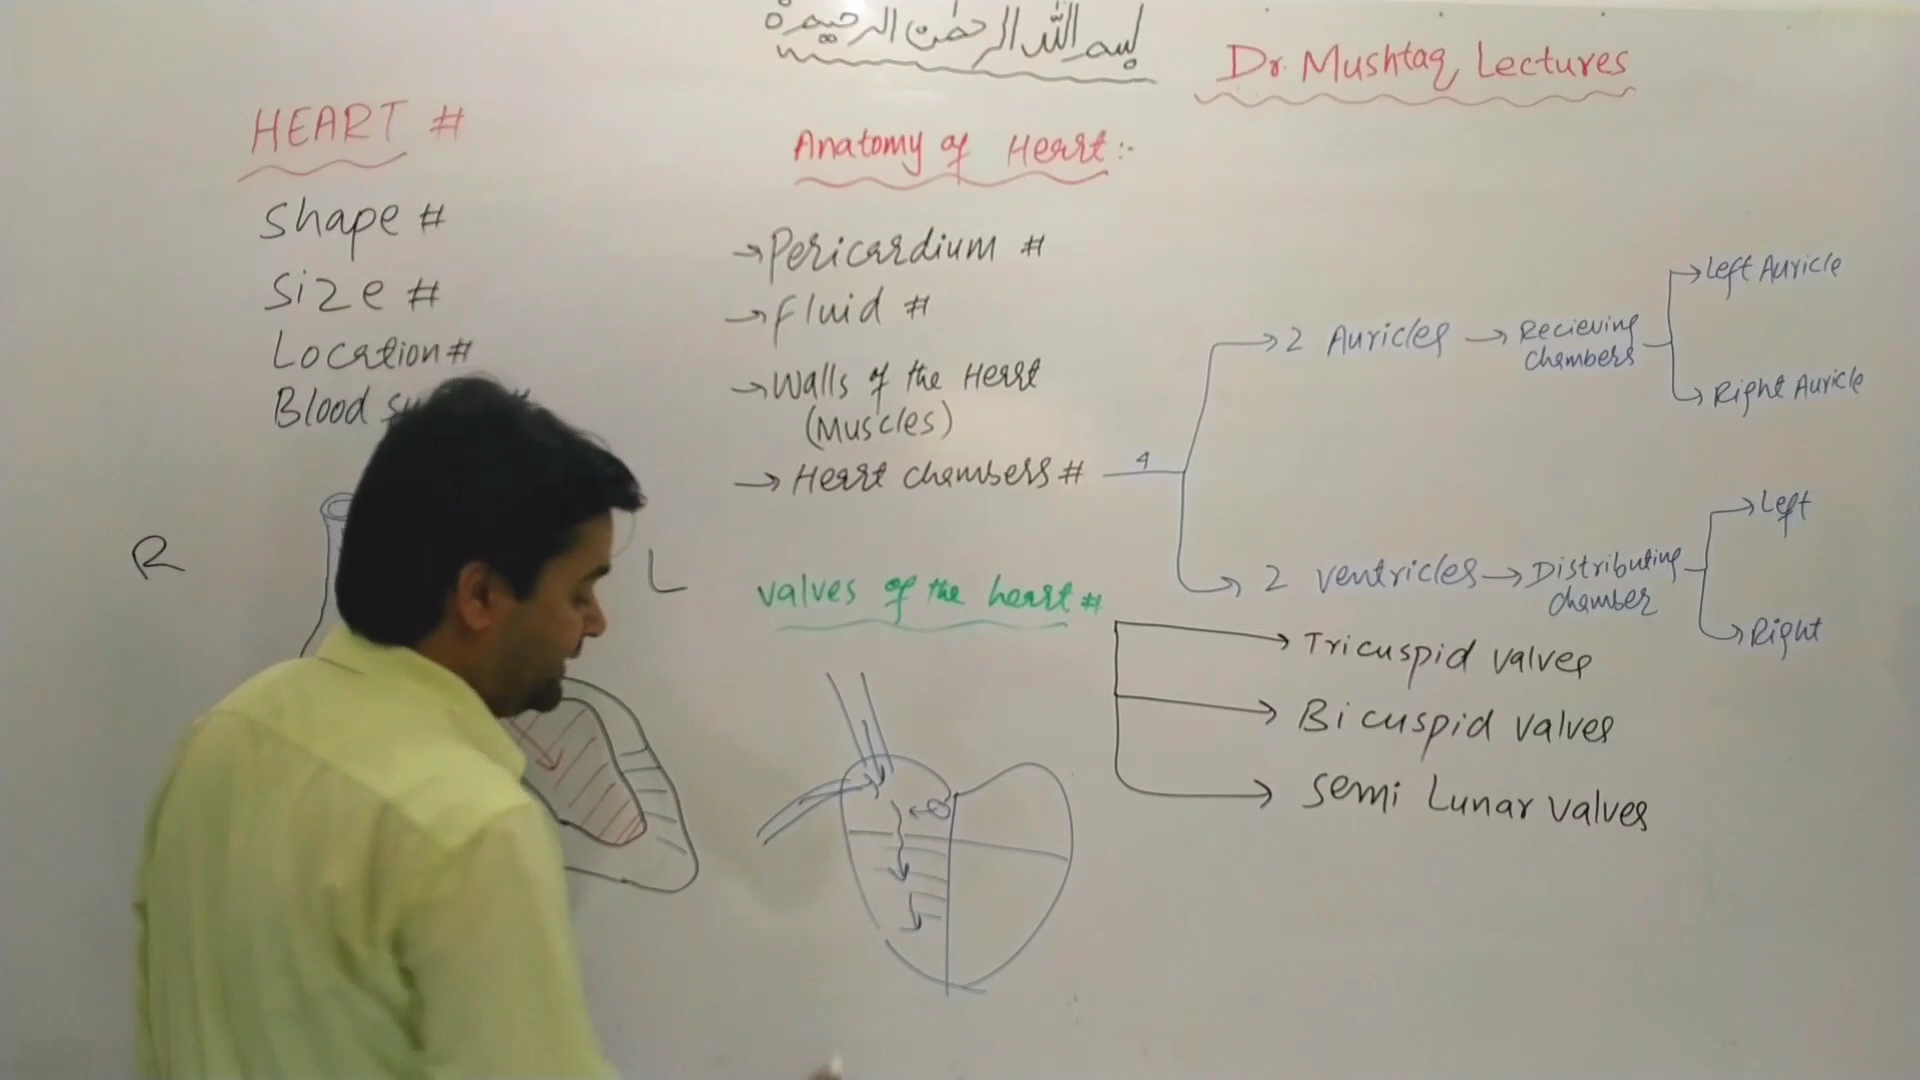 بسم الله الرحمن الرحيم
Dr. Mushtaq Lectures
HEART #
Shape #
Size #
Location #
Blood
R
L
Anatomy of Heart:-
→ Pericardium #
→ Fluid #
→ Walls of the Heart
(Muscles)
→ Heart chambers #
4
→ 2 Auricles → Recieving
chambers
→ Left Auricle
→ Right Auricle
→ 2 ventricles → Distributing
chamber
→ Left
→ Right
valves of the heart #
→ Tricuspid valves
→ Bicuspid valves
→ Semi Lunar valves